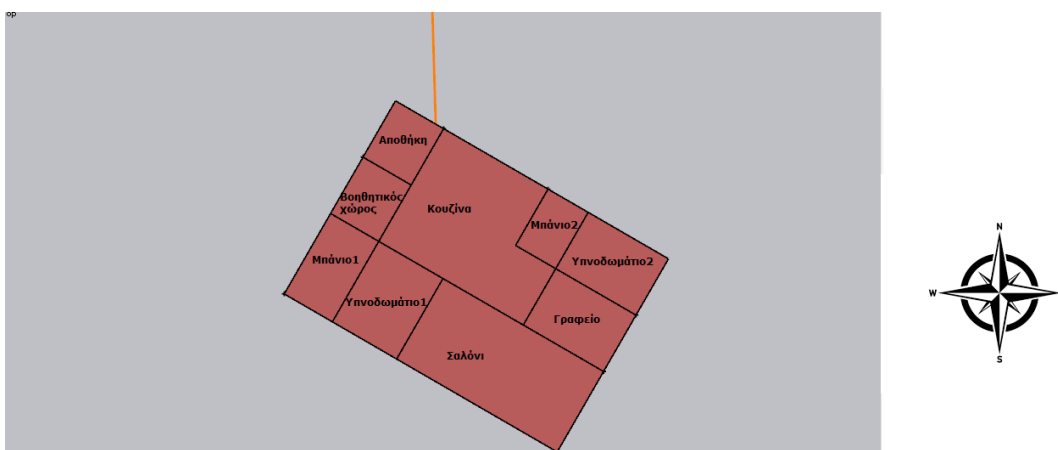 op
Αποθήκη
Βοηθητικός
χώρος
Κουζίνα
Μπάνιο2
Υπνοδωμάτιο2
Μπάνιο1
Υπνοδωμάτιο1
Γραφείο
Σαλόνι
N
W
S